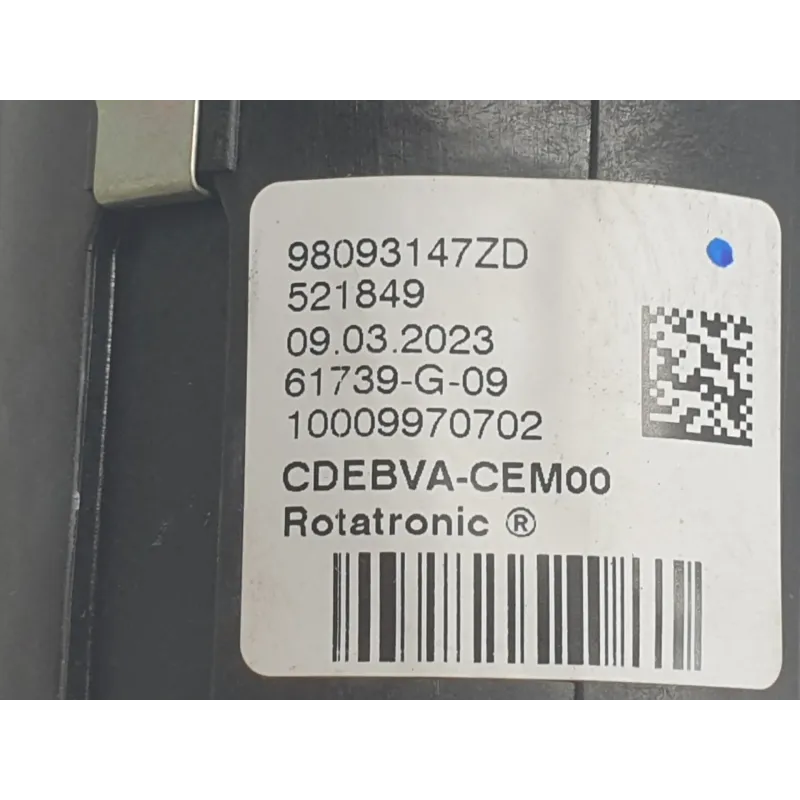 98093147ZD
521849
09.03.2023
61739-G-09
10009970702
CDEBVA-CEM00
Rotatronic ®